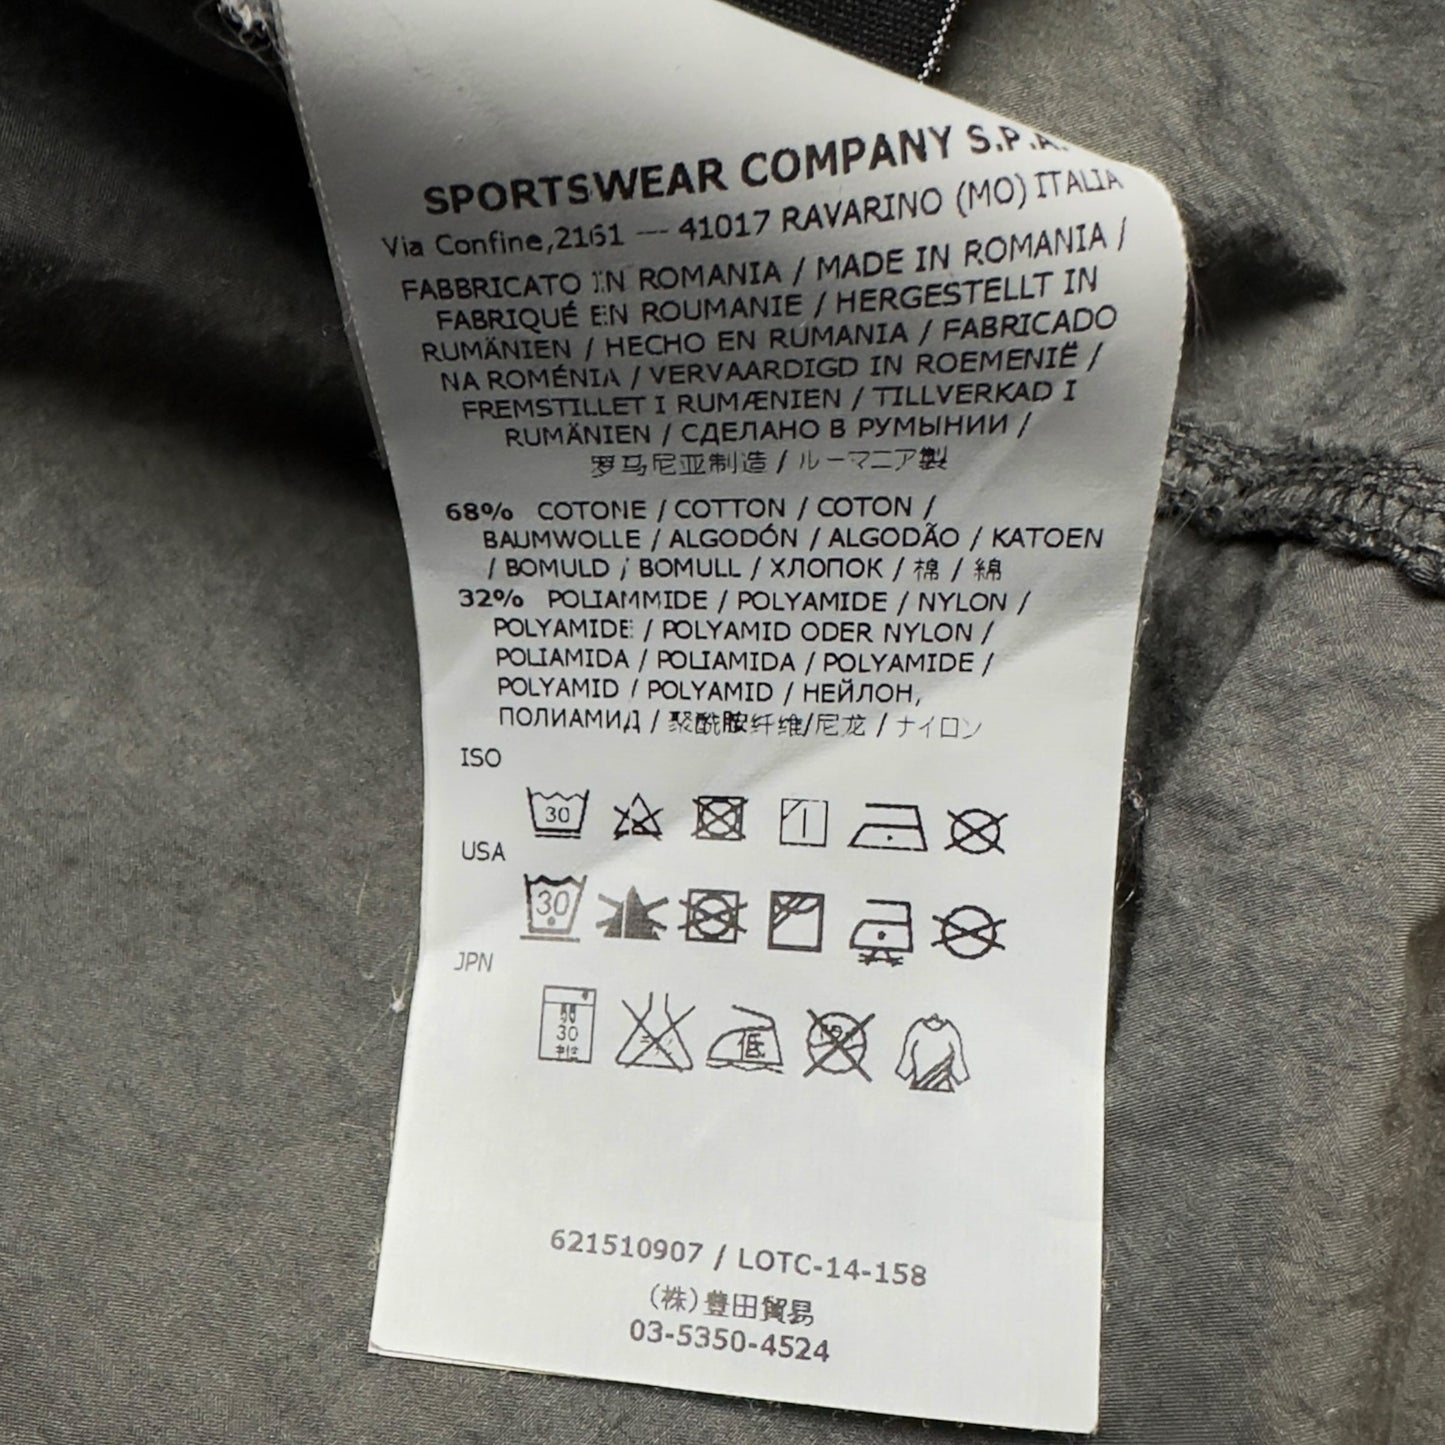 SPORTSWEAR COMPANY S.P.A.
Via Confine,2161 -- 41017 RAVARINO (MO) ITALIA
FABBRICATO IN ROMANIA / MADE IN ROMANIA /
FABRIQUÉ EN ROUMANIE / HERGESTELLT IN
RUMÄNIEN / HECHO EN RUMANIA / FABRICADO
NA ROMÉNIA / VERVAARDIGD IN ROEMENIË /
FREMSTILLET I RUMÆNIEN / TILLVERKAD I
RUMÄNIEN / СДЕЛАНО В РУМЫНИИ /
罗马尼亚制造 / ルーマニア製
68% COTONE / COTTON / COTON /
BAUMWOLLE / ALGODÓN / ALGODÃO / KATOEN
/ BOMULD / BOMULL / ХЛОПОК / 棉 / 綿
32% POLIAMMIDE / POLYAMIDE / NYLON /
POLYAMIDE / POLYAMID ODER NYLON /
POLIAMIDA / POLIAMIDA / POLYAMIDE /
POLYAMID / POLYAMID / НЕЙЛОН,
ПОЛИАМИД / 聚酰胺纤维/尼龙 / ナイロン
ISO
30
USA
30
JPN
30
低
621510907 / LOTC-14-158
(株)豊田貿易
03-5350-4524